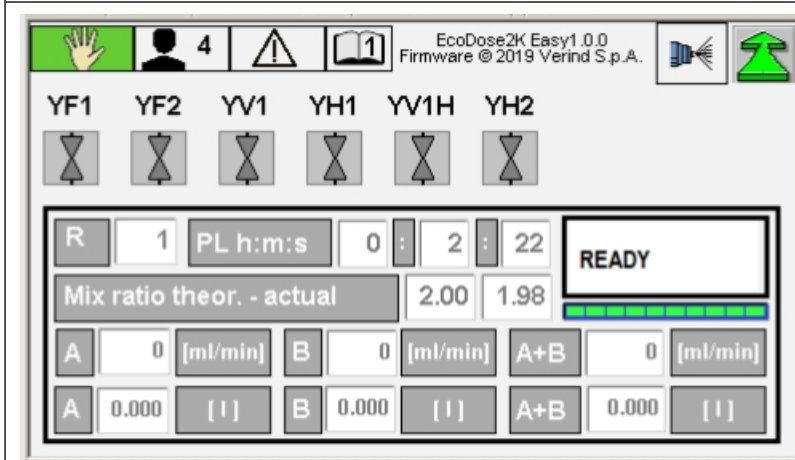 4 1 EcoDose2K Easy1.0.0
Firmware © 2019 Verind S.p.A.
YF1 YF2 YV1 YH1 YV1H YH2
R 1 PL h:m:s 0 : 2 : 22
READY
Mix ratio theor. - actual 2.00 1.98
A 0 [ml/min] B 0 [ml/min] A+B 0 [ml/min]
A 0.000 [ l ] B 0.000 [ l ] A+B 0.000 [ l ]